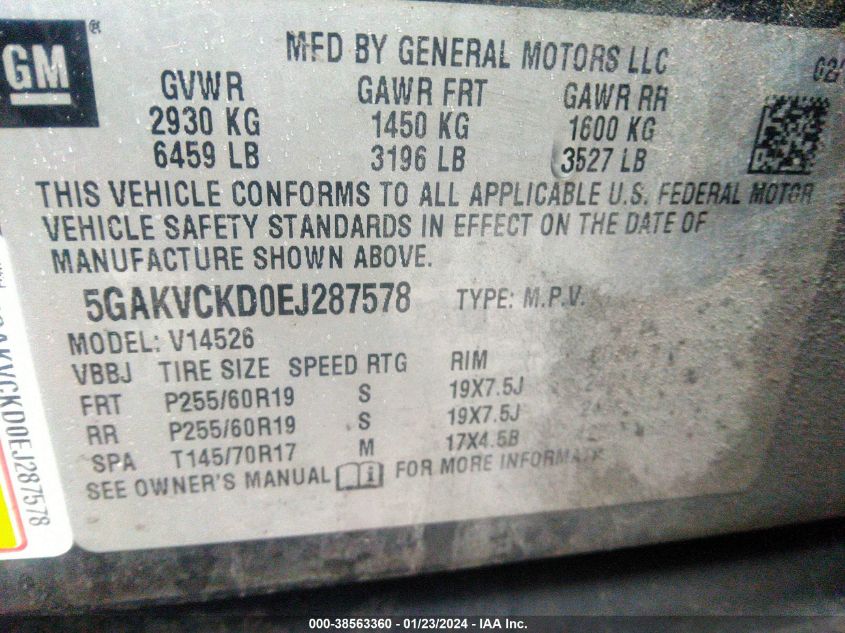 GM®
MFD BY GENERAL MOTORS LLC
02/
GVWR GAWR FRT GAWR RR
2930 KG 1450 KG 1600 KG
6459 LB 3196 LB 3527 LB
THIS VEHICLE CONFORMS TO ALL APPLICABLE U.S. FEDERAL MOTOR
VEHICLE SAFETY STANDARDS IN EFFECT ON THE DATE OF
MANUFACTURE SHOWN ABOVE.
5GAKVCKD0EJ287578 TYPE: M.P.V.
MODEL: V14526
VBBJ TIRE SIZE SPEED RTG RIM
FRT P255/60R19 S 19X7.5J
RR P255/60R19 S 19X7.5J
SPA T145/70R17 M 17X4.5B
SEE OWNER'S MANUAL FOR MORE INFORMAT
GAKVCKD0EJ287578
000-38563360 - 01/23/2024 - IAA Inc.